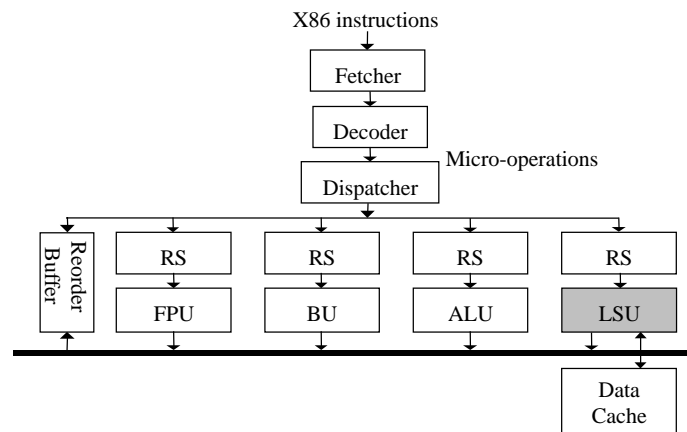 X86 instructions
Fetcher
Decoder
Micro-operations
Dispatcher
Reorder
Buffer
RS
RS
RS
RS
FPU
BU
ALU
LSU
Data
Cache